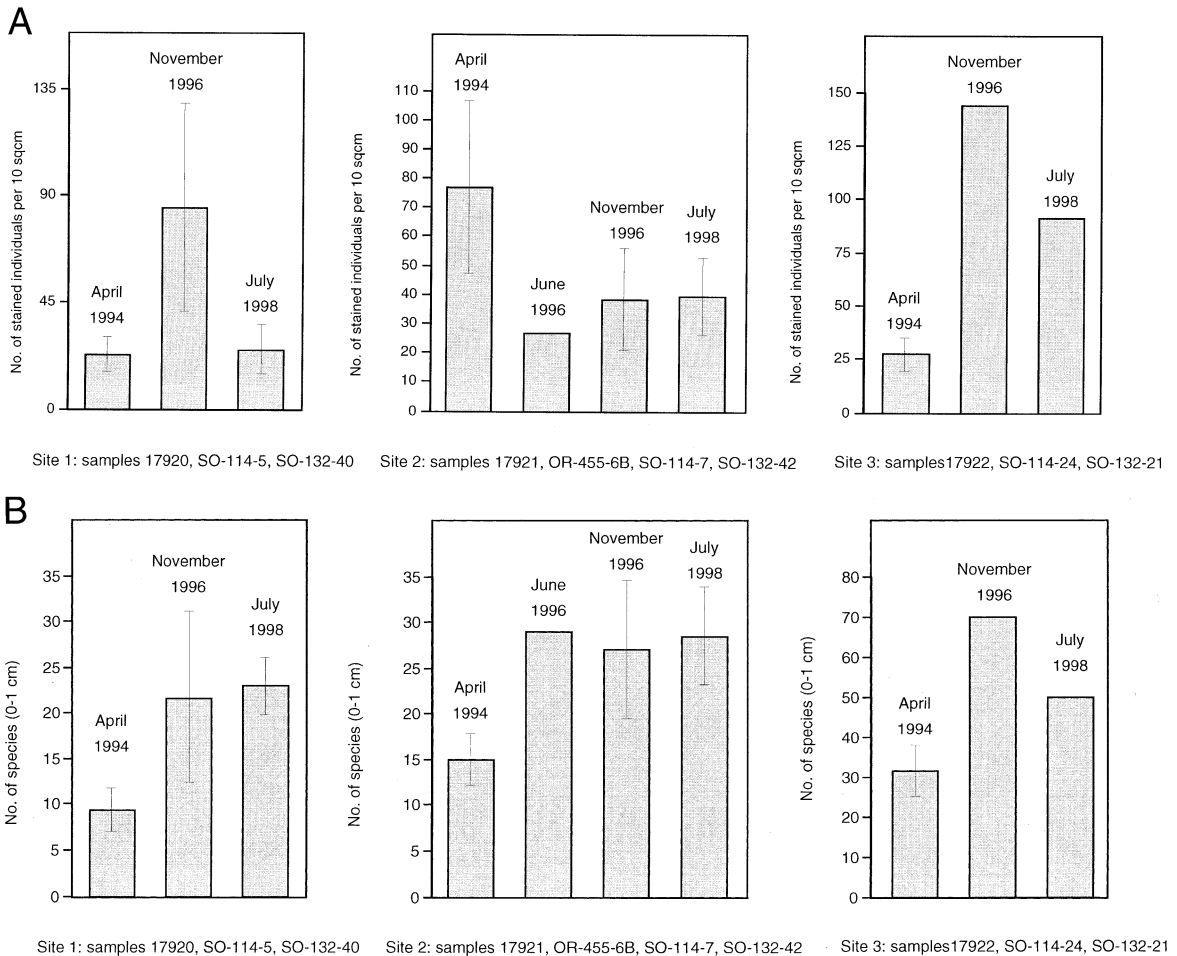 A
No. of stained individuals per 10 sqcm
135
90
45
0
April
1994
November
1996
July
1998
Site 1: samples 17920, SO-114-5, SO-132-40
No. of stained individuals per 10 sqcm
110
100
90
80
70
60
50
40
30
20
10
0
April
1994
June
1996
November
1996
July
1998
Site 2: samples 17921, OR-455-6B, SO-114-7, SO-132-42
No. of stained individuals per 10 sqcm
150
125
100
75
50
25
0
April
1994
November
1996
July
1998
Site 3: samples17922, SO-114-24, SO-132-21
B
No. of species (0-1 cm)
35
30
25
20
15
10
5
0
April
1994
November
1996
July
1998
Site 1: samples 17920, SO-114-5, SO-132-40
No. of species (0-1 cm)
35
30
25
20
15
10
5
0
April
1994
June
1996
November
1996
July
1998
Site 2: samples 17921, OR-455-6B, SO-114-7, SO-132-42
No. of species (0-1 cm)
80
70
60
50
40
30
20
10
0
April
1994
November
1996
July
1998
Site 3: samples17922, SO-114-24, SO-132-21